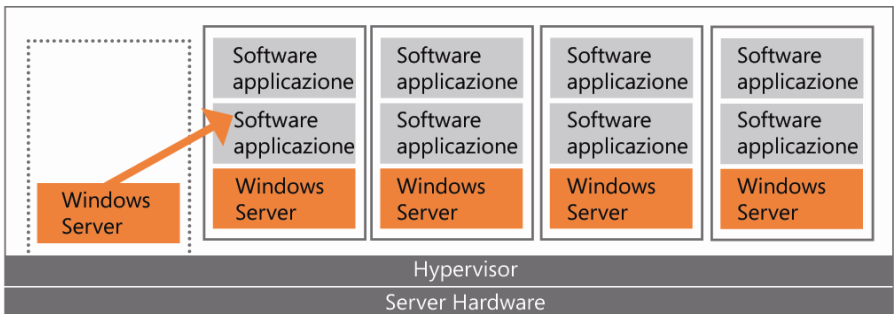 Windows
Server
Software
applicazione
Software
applicazione
Windows
Server
Software
applicazione
Software
applicazione
Windows
Server
Software
applicazione
Software
applicazione
Windows
Server
Software
applicazione
Software
applicazione
Windows
Server
Hypervisor
Server Hardware